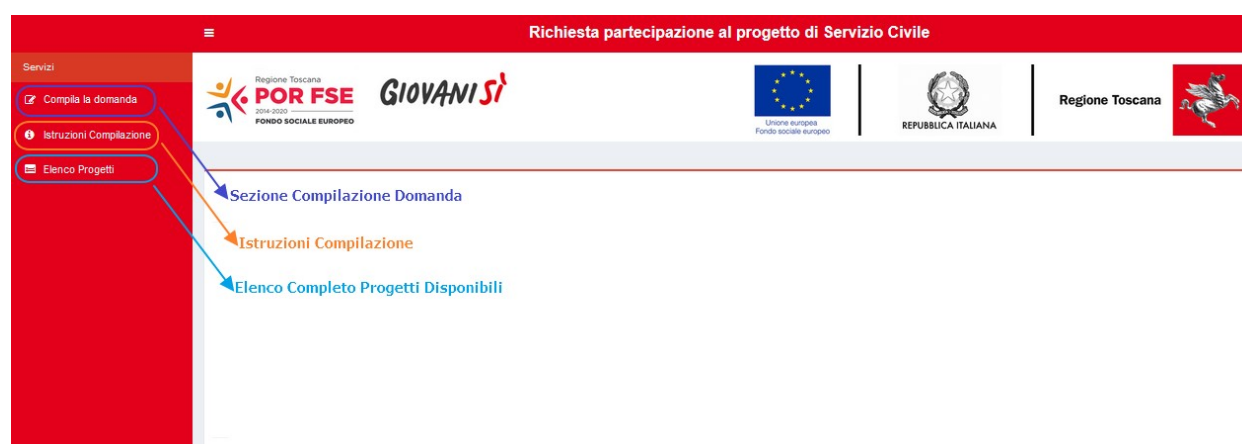 Richiesta partecipazione al progetto di Servizio Civile
Servizi
Compila la domanda
Istruzioni Compilazione
Elenco Progetti
Regione Toscana
POR FSE
2014-2020
FONDO SOCIALE EUROPEO
GIOVANISÌ
Unione europea
Fondo sociale europeo
REPUBBLICA ITALIANA
Regione Toscana
Sezione Compilazione Domanda
Istruzioni Compilazione
Elenco Completo Progetti Disponibili